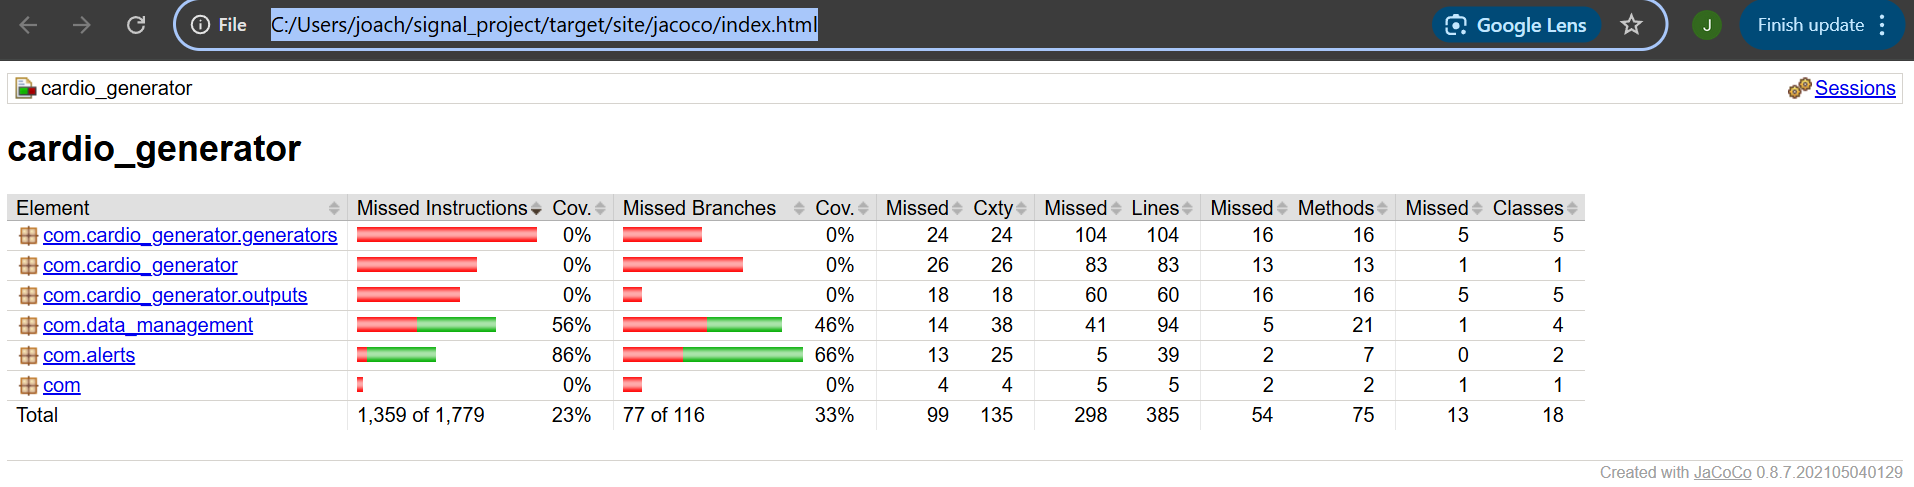 File C:/Users/joach/signal_project/target/site/jacoco/index.html Google Lens J Finish update
cardio_generator Sessions
cardio_generator
Element Missed Instructions Cov. Missed Branches Cov. Missed Cxty Missed Lines Missed Methods Missed Classes
com.cardio_generator.generators 0% 0% 24 24 104 104 16 16 5 5
com.cardio_generator 0% 0% 26 26 83 83 13 13 1 1
com.cardio_generator.outputs 0% 0% 18 18 60 60 16 16 5 5
com.data_management 56% 46% 14 38 41 94 5 21 1 4
com.alerts 86% 66% 13 25 5 39 2 7 0 2
com 0% 0% 4 4 5 5 2 2 1 1
Total 1,359 of 1,779 23% 77 of 116 33% 99 135 298 385 54 75 13 18
Created with JaCoCo 0.8.7.202105040129